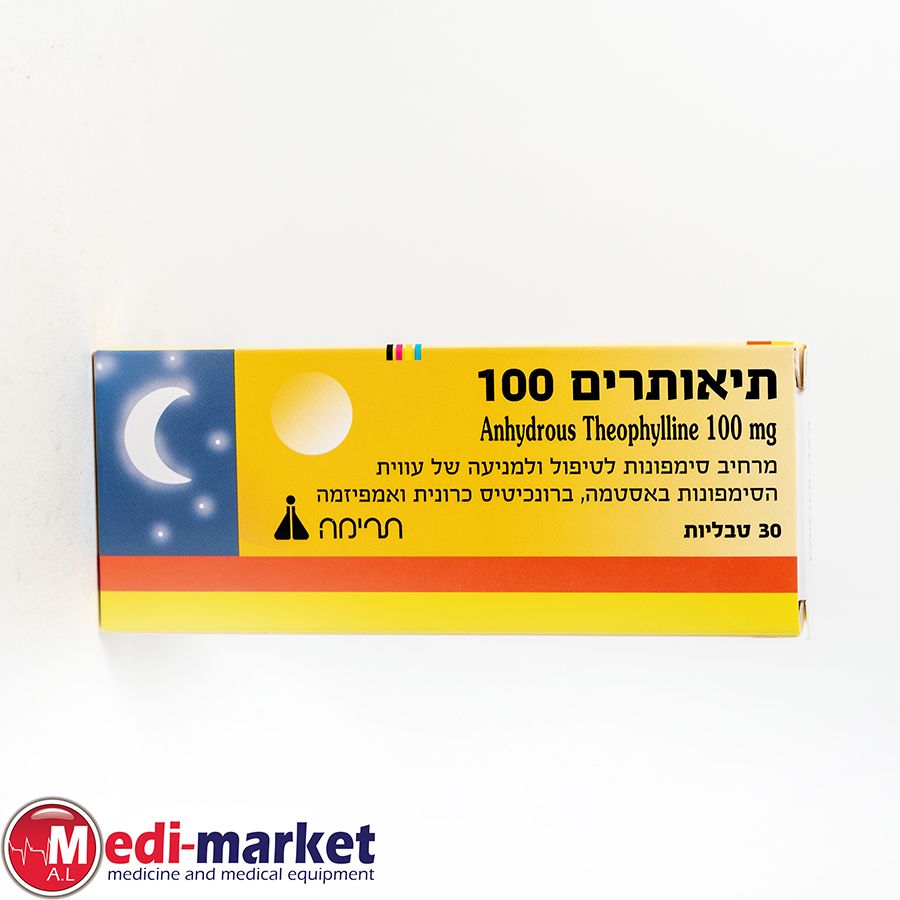 תיאותרים 100
Anhydrous Theophylline 100 mg
מרחיב סימפונות לטיפול ולמניעה של עווית
הסימפונות באסטמה, ברונכיטיס כרונית ואמפיזמה
30 טבליות
תרימה
Medi-market
A.L
medicine and medical equipment